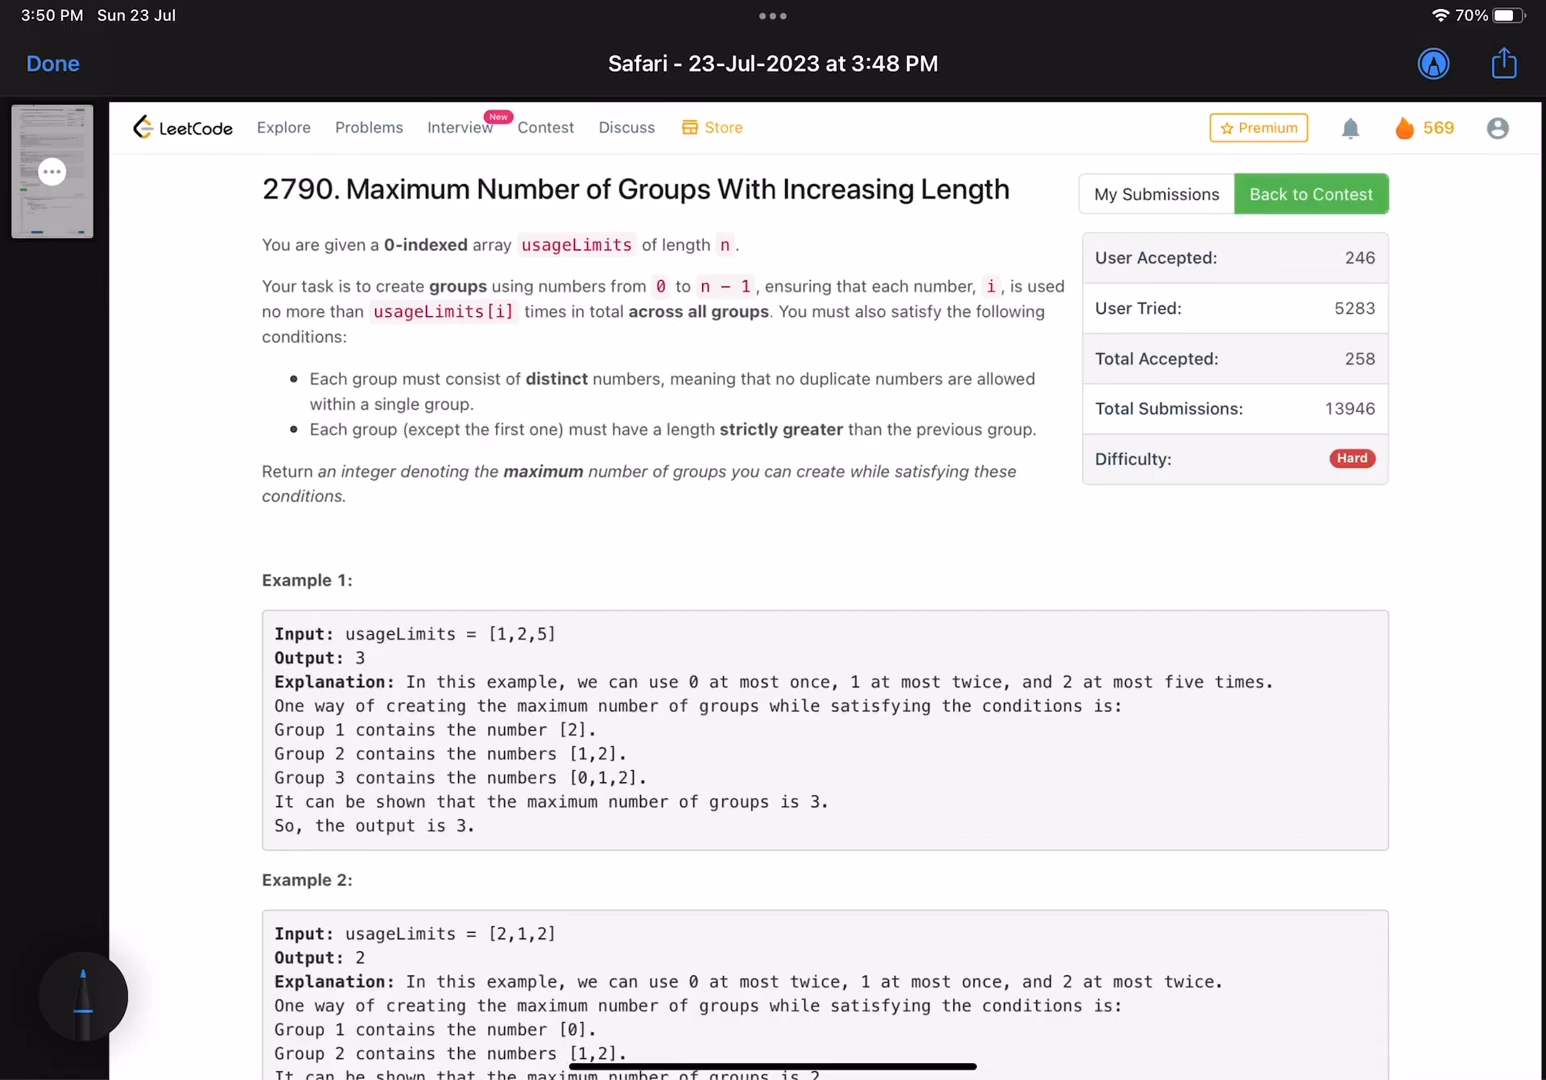 3:50 PM Sun 23 Jul
70%
Done
Safari - 23-Jul-2023 at 3:48 PM
LeetCode Explore Problems Interview New Contest Discuss Store Premium 569
2790. Maximum Number of Groups With Increasing Length
My Submissions Back to Contest
You are given a 0-indexed array usageLimits of length n.
Your task is to create groups using numbers from 0 to n - 1, ensuring that each number, i, is used
no more than usageLimits[i] times in total across all groups. You must also satisfy the following
conditions:
• Each group must consist of distinct numbers, meaning that no duplicate numbers are allowed
within a single group.
• Each group (except the first one) must have a length strictly greater than the previous group.
Return an integer denoting the maximum number of groups you can create while satisfying these
conditions.
User Accepted: 246
User Tried: 5283
Total Accepted: 258
Total Submissions: 13946
Difficulty: Hard
Example 1:
Input: usageLimits = [1,2,5]
Output: 3
Explanation: In this example, we can use 0 at most once, 1 at most twice, and 2 at most five times.
One way of creating the maximum number of groups while satisfying the conditions is:
Group 1 contains the number [2].
Group 2 contains the numbers [1,2].
Group 3 contains the numbers [0,1,2].
It can be shown that the maximum number of groups is 3.
So, the output is 3.
Example 2:
Input: usageLimits = [2,1,2]
Output: 2
Explanation: In this example, we can use 0 at most twice, 1 at most once, and 2 at most twice.
One way of creating the maximum number of groups while satisfying the conditions is:
Group 1 contains the number [0].
Group 2 contains the numbers [1,2].
It can be shown that the maximum number of groups is 2.